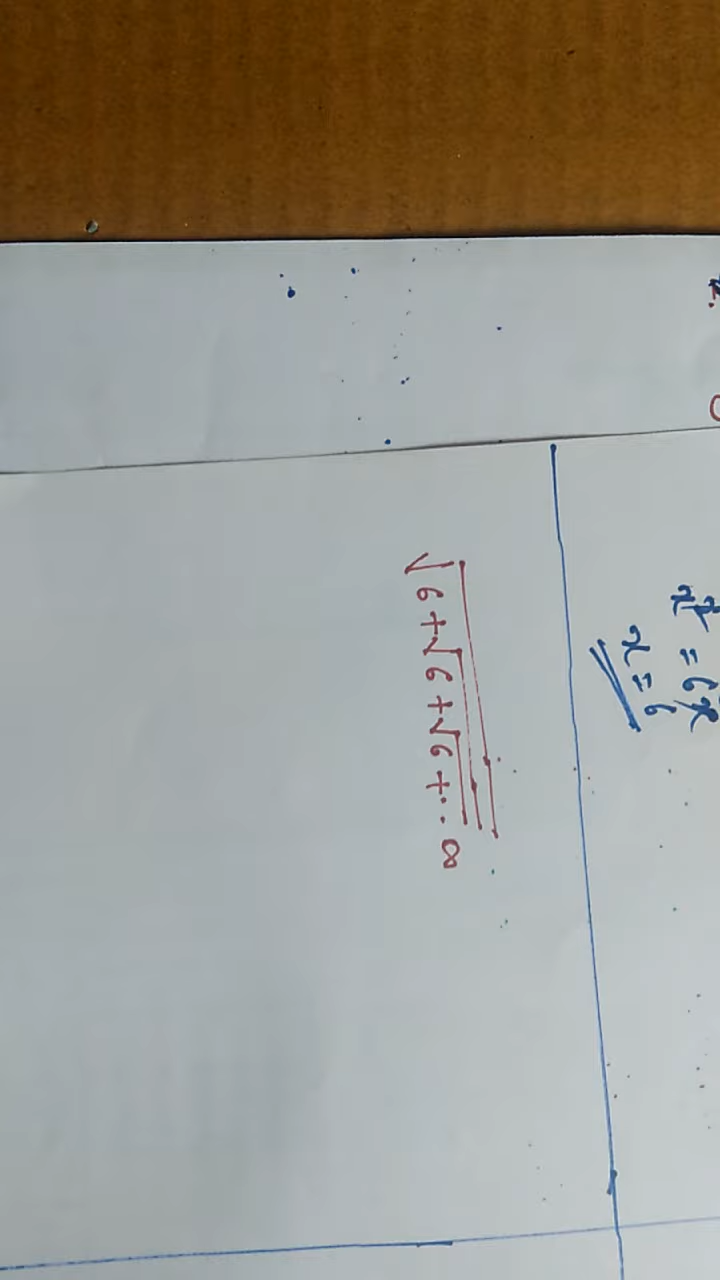 x² = 6x
x = 6
√6+√6+√6+... ∞